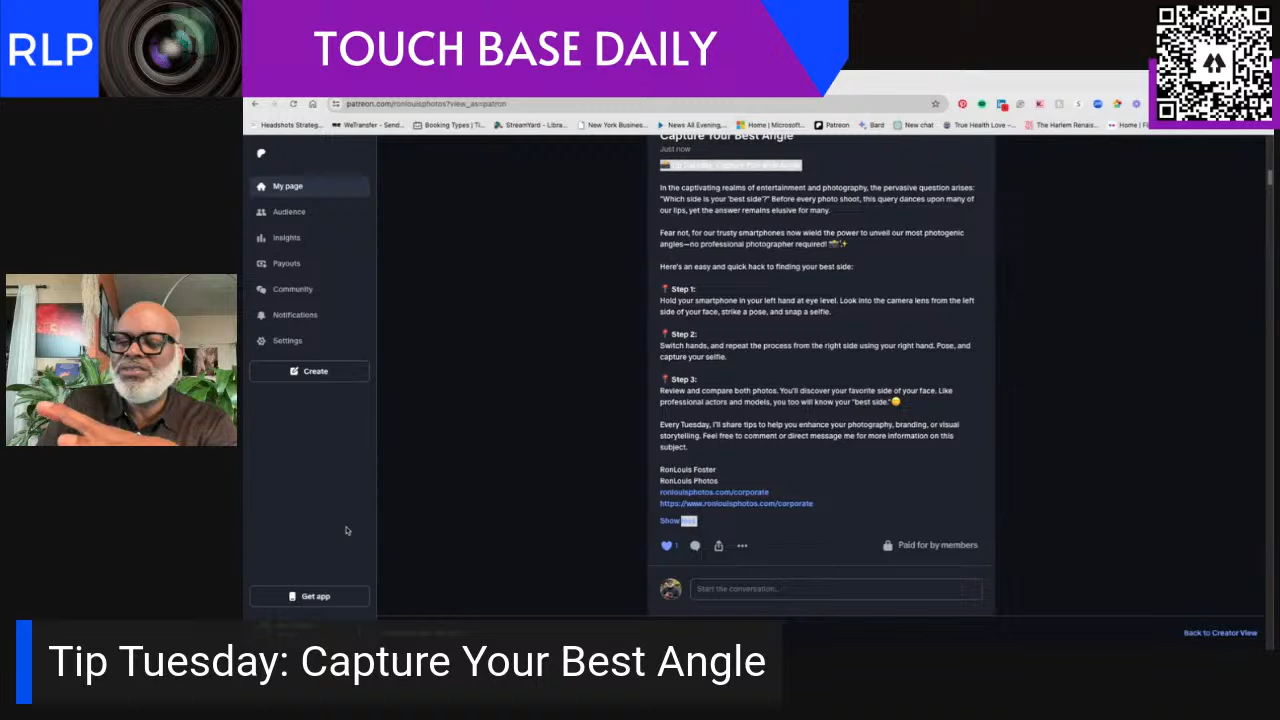 RLP
TOUCH BASE DAILY
patreon.com/ronlouisphotos?view_as=patron
Headshots Strateg...
WeTransfer - Send...
Booking Types | Ti...
StreamYard - Libra...
New York Business...
News All Evening,...
Home | Microsoft...
Patreon
Bard
New chat
True Health Love -...
The Harlem Renais...
Capture Your Best Angle
Just now
Tip Tuesday: Capture Your Best Angle
In the captivating realms of entertainment and photography, the pervasive question arises:
"Which side is your 'best side'?" Before every photo shoot, this query dances upon many of
our lips, yet the answer remains elusive for many.
Fear not, for our trusty smartphones now wield the power to unveil our most photogenic
angles—no professional photographer required! 📸✨
Here's an easy and quick hack to finding your best side:
📍 Step 1:
Hold your smartphone in your left hand at eye level. Look into the camera lens from the left
side of your face, strike a pose, and snap a selfie.
📍 Step 2:
Switch hands, and repeat the process from the right side using your right hand. Pose, and
capture your selfie.
📍 Step 3:
Review and compare both photos. You'll discover your favorite side of your face. Like
professional actors and models, you too will know your "best side."😊
Every Tuesday, I'll share tips to help you enhance your photography, branding, or visual
storytelling. Feel free to comment or direct message me for more information on this
subject.
RonLouis Foster
RonLouis Photos
ronlouisphotos.com/corporate
https://www.ronlouisphotos.com/corporate
Show less
1
Paid for by members
Start the conversation...
My page
Audience
Insights
Payouts
Community
Notifications
Settings
Create
Get app
Back to Creator View
Tip Tuesday: Capture Your Best Angle